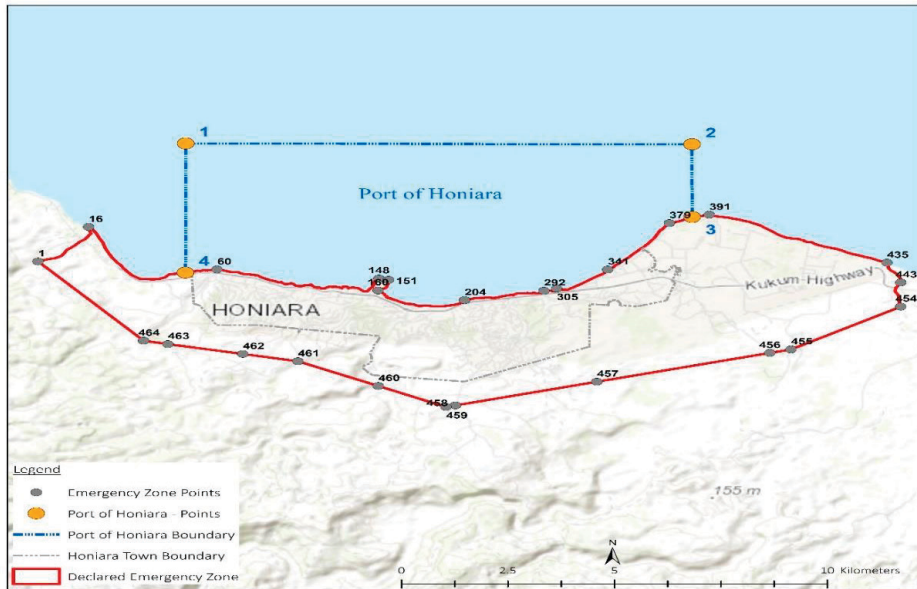 1
2
Port of Honiara
16
379
391
3
1
4
60
148
151
160
204
292
305
341
435
443
454
Kukum Highway
HONIARA
464
463
462
461
460
458
459
457
456
455
155 m
Legend
Emergency Zone Points
Port of Honiara - Points
Port of Honiara Boundary
Honiara Town Boundary
Declared Emergency Zone
N
0
2.5
5
10 Kilometers